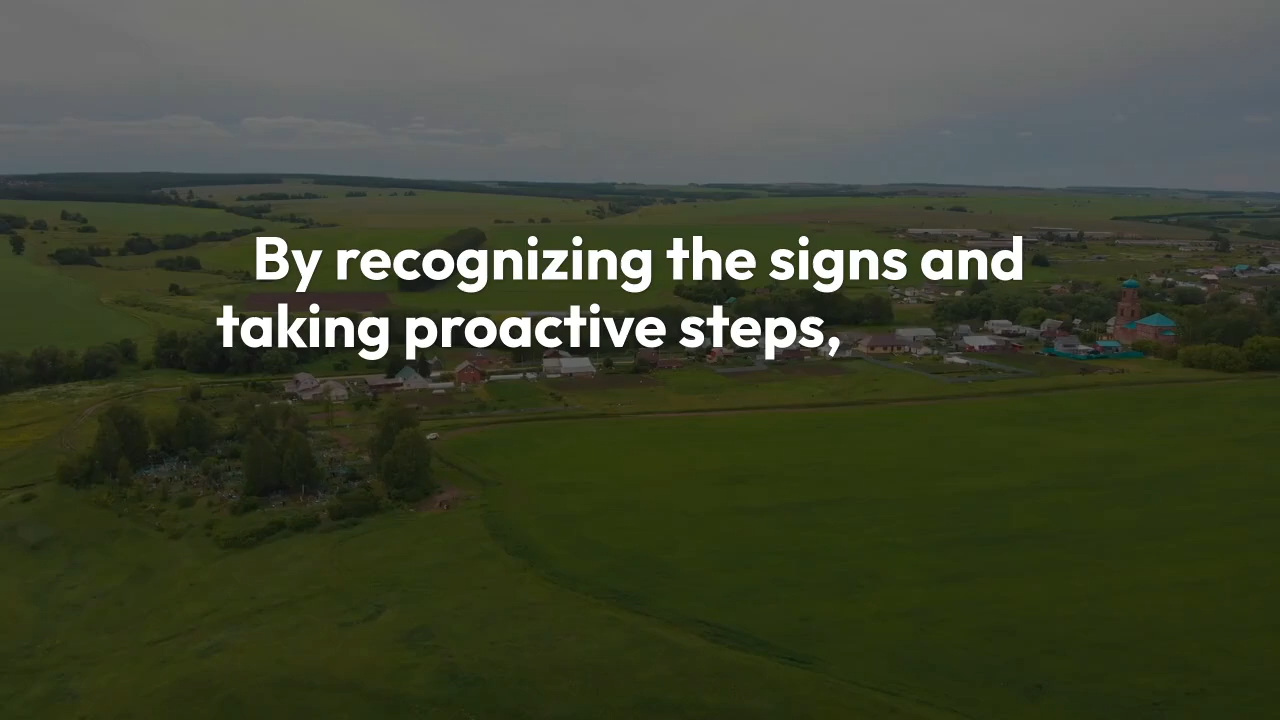 By recognizing the signs and
taking proactive steps,